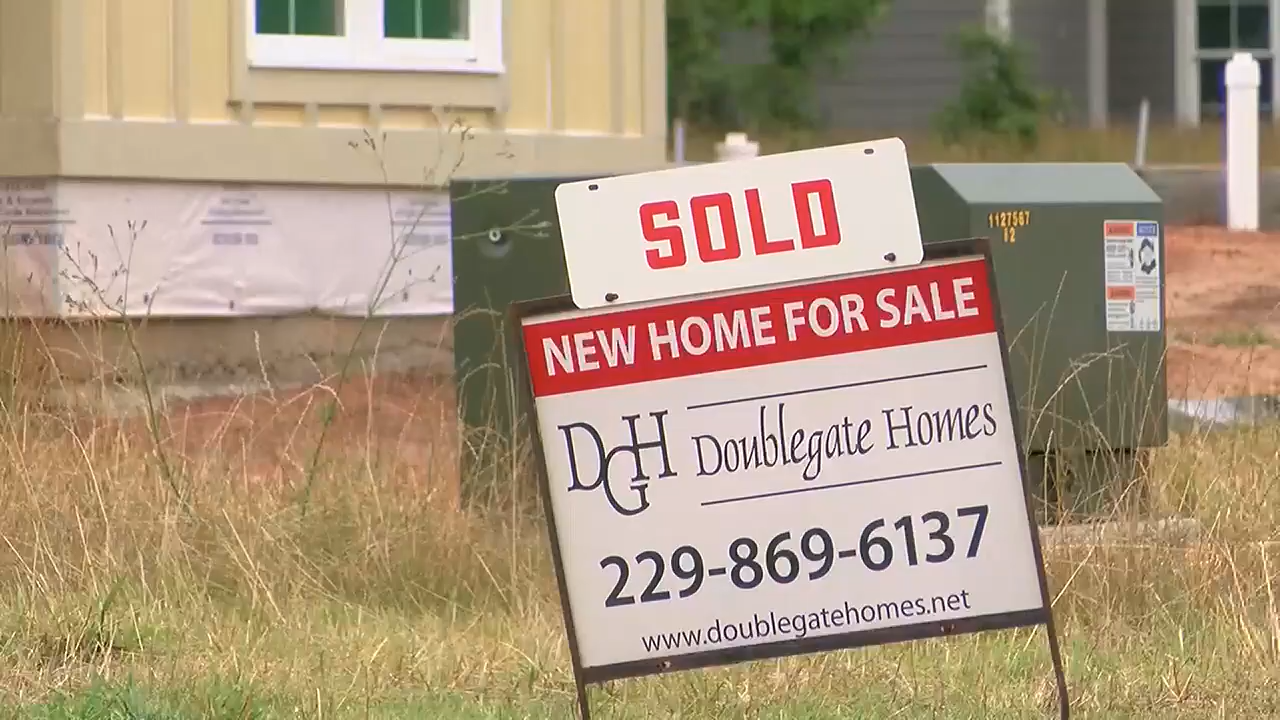 SOLD
NEW HOME FOR SALE
DGH Doublegate Homes
229-869-6137
www.doublegatehomes.net
1127567
12